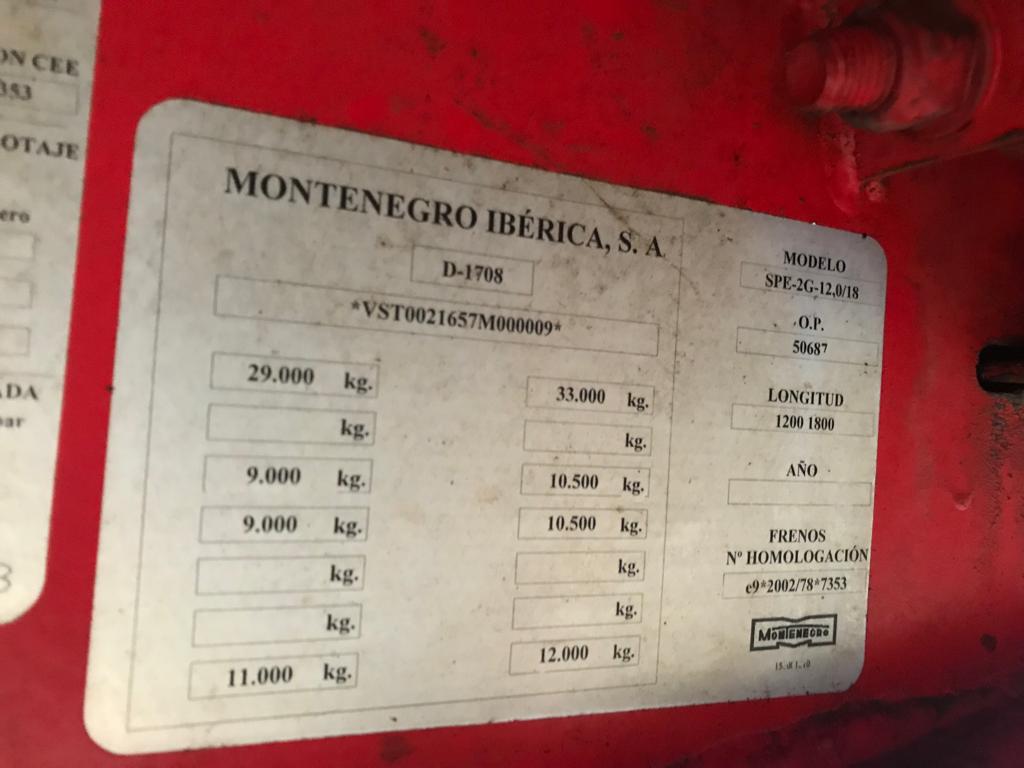 ON CEE
353
OTAJE
ero
ADA
bar
3
MONTENEGRO IBÉRICA, S. A
D-1708
*VST0021657M000009*
29.000 kg. 33.000 kg.
kg. kg.
9.000 kg. 10.500 kg.
9.000 kg. 10.500 kg.
kg. kg.
kg. kg.
11.000 kg. 12.000 kg.
MODELO
SPE-2G-12,0/18
O.P.
50687
LONGITUD
1200 1800
AÑO
FRENOS
Nº HOMOLOGACIÓN
e9*2002/78*7353
MONTENEGRO